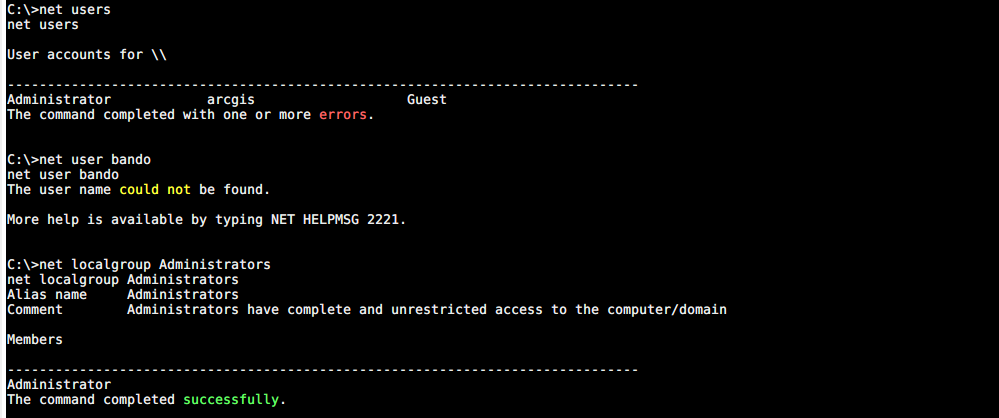 C:\>net users
net users
User accounts for \\
-------------------------------------------------------------------------------
Administrator            arcgis                   Guest
The command completed with one or more errors.
C:\>net user bando
net user bando
The user name could not be found.
More help is available by typing NET HELPMSG 2221.
C:\>net localgroup Administrators
net localgroup Administrators
Alias name     Administrators
Comment        Administrators have complete and unrestricted access to the computer/domain
Members
-------------------------------------------------------------------------------
Administrator
The command completed successfully.